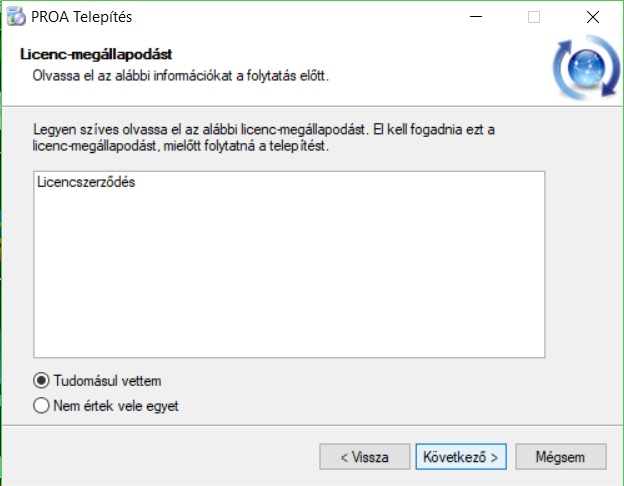 PROA Telepítés
Licenc-megállapodást
Olvassa el az alábbi információkat a folytatás előtt.
Legyen szíves olvassa el az alábbi licenc-megállapodást. El kell fogadnia ezt a
licenc-megállapodást, mielőtt folytatná a telepítést.
Licencszerződés
Tudomásul vettem
Nem értek vele egyet
< Vissza
Következő >
Mégsem